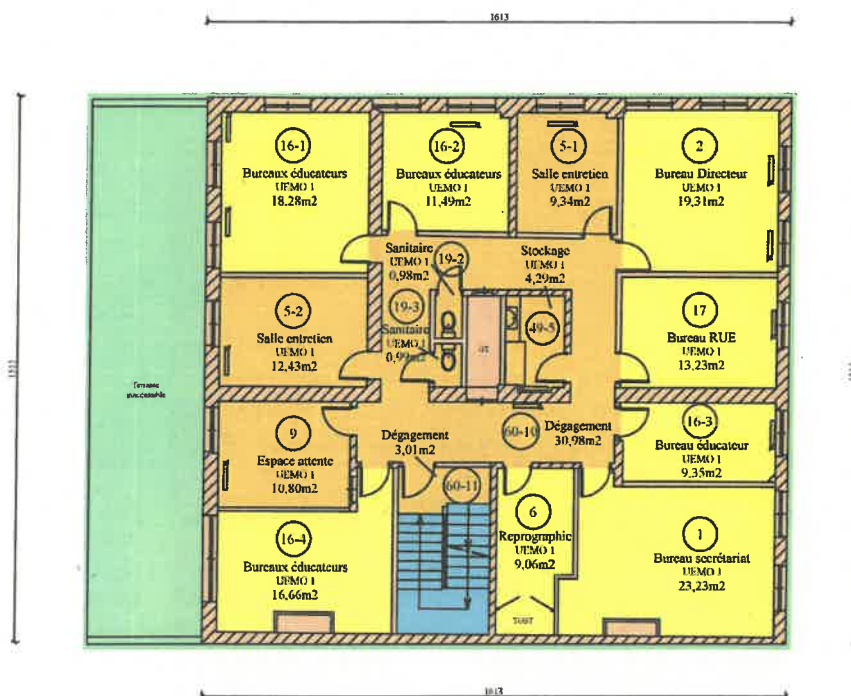 1613
16-1
Bureaux éducateurs
UEMO 1
18,28m2
16-2
Bureaux éducateurs
UEMO 1
11,49m2
5-1
Salle entretien
UEMO 1
9,34m2
2
Bureau Directeur
UEMO 1
19,31m2
Sanitaire
UEMO 1
0,98m2
19-2
Stockage
UEMO 1
4,29m2
19-3
Sanitaire
UEMO 1
0,99m2
49-5
5-2
Salle entretien
UEMO 1
12,43m2
17
Bureau RUE
UEMO 1
13,23m2
Terrasse
9
Espace attente
UEMO 1
10,80m2
Dégagement
3,01m2
60-10
Dégagement
30,98m2
16-3
Bureau éducateur
UEMO 1
9,35m2
60-11
16-4
Bureaux éducateurs
UEMO 1
16,66m2
6
Reprographie
UEMO 1
9,06m2
1
Bureau secrétariat
UEMO 1
23,23m2
1613